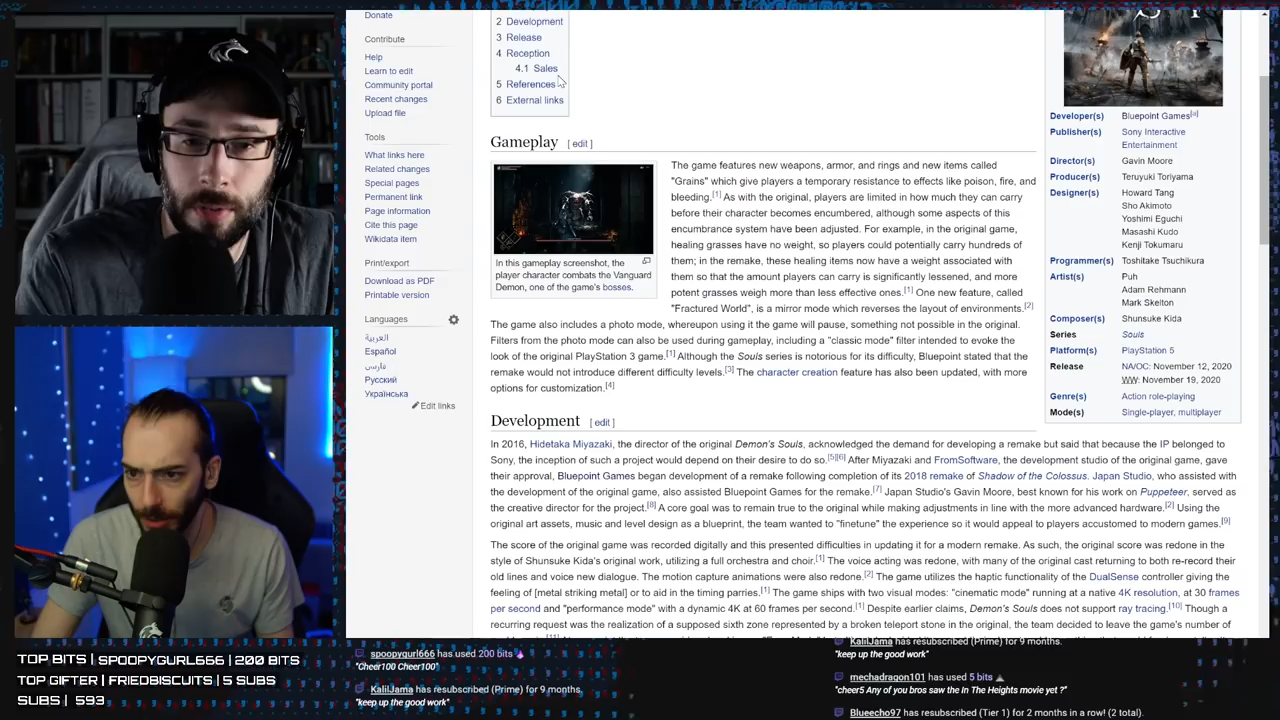 Donate
Contribute
Help
Learn to edit
Community portal
Recent changes
Upload file
Tools
What links here
Related changes
Special pages
Permanent link
Page information
Cite this page
Wikidata item
Print/export
Download as PDF
Printable version
Languages
العربية
Español
فارسی
Русский
Українська
Edit links
2 Development
3 Release
4 Reception
4.1 Sales
5 References
6 External links
Gameplay [ edit ]
In this gameplay screenshot, the
player character combats the Vanguard
Demon, one of the game's bosses.
The game features new weapons, armor, and rings and new items called
"Grains" which give players a temporary resistance to effects like poison, fire, and
bleeding.[1] As with the original, players are limited in how much they can carry
before their character becomes encumbered, although some aspects of this
encumbrance system have been adjusted. For example, in the original game,
healing grasses have no weight, so players could potentially carry hundreds of
them; in the remake, these healing items now have a weight associated with
them so that the amount players can carry is significantly lessened, and more
potent grasses weigh more than less effective ones.[1] One new feature, called
"Fractured World", is a mirror mode which reverses the layout of environments.[2]
The game also includes a photo mode, whereupon using it the game will pause, something not possible in the original.
Filters from the photo mode can also be used during gameplay, including a "classic mode" filter intended to evoke the
look of the original PlayStation 3 game.[1] Although the Souls series is notorious for its difficulty, Bluepoint stated that the
remake would not introduce different difficulty levels.[3] The character creation feature has also been updated, with more
options for customization.[4]
Developer(s) Bluepoint Games[a]
Publisher(s) Sony Interactive
Entertainment
Director(s) Gavin Moore
Producer(s) Teruyuki Toriyama
Designer(s) Howard Tang
Sho Akimoto
Yoshimi Eguchi
Masashi Kudo
Kenji Tokumaru
Programmer(s) Toshitake Tsuchikura
Artist(s) Puh
Adam Rehmann
Mark Skelton
Composer(s) Shunsuke Kida
Series Souls
Platform(s) PlayStation 5
Release NA/OC: November 12, 2020
WW: November 19, 2020
Genre(s) Action role-playing
Mode(s) Single-player, multiplayer
Development [ edit ]
In 2016, Hidetaka Miyazaki, the director of the original Demon's Souls, acknowledged the demand for developing a remake but said that because the IP belonged to
Sony, the inception of such a project would depend on their desire to do so.[5][6] After Miyazaki and FromSoftware, the development studio of the original game, gave
their approval, Bluepoint Games began development of a remake following completion of its 2018 remake of Shadow of the Colossus. Japan Studio, who assisted with
the development of the original game, also assisted Bluepoint Games for the remake.[7] Japan Studio's Gavin Moore, best known for his work on Puppeteer, served as
the creative director for the project.[8] A core goal was to remain true to the original while making adjustments in line with the more advanced hardware.[2] Using the
original art assets, music and level design as a blueprint, the team wanted to "finetune" the experience so it would appeal to players accustomed to modern games.[9]
The score of the original game was recorded digitally and this presented difficulties in updating it for a modern remake. As such, the original score was redone in the
style of Shunsuke Kida's original work, utilizing a full orchestra and choir.[1] The voice acting was redone, with many of the original cast returning to both re-record their
old lines and voice new dialogue. The motion capture animations were also redone.[2] The game utilizes the haptic functionality of the DualSense controller giving the
feeling of [metal striking metal] or to aid in the timing parries.[1] The game ships with two visual modes: "cinematic mode" running at a native 4K resolution, at 30 frames
per second and "performance mode" with a dynamic 4K at 60 frames per second.[1] Despite earlier claims, Demon's Souls does not support ray tracing.[10] Though a
recurring request was the realization of a supposed sixth zone represented by a broken teleport stone in the original, the team decided to leave the game's number of
TOP BITS | SPOOPYGURL666 | 200 BITS
TOP GIFTER | FRIEDBISCUITS | 5 SUBS
SUBS | 593
spoopygurl666 has used 200 bits
"Cheer100 Cheer100"
KalilJama has resubscribed (Prime) for 9 months.
"keep up the good work"
KalilJama has resubscribed (Prime) for 9 months.
"keep up the good work"
mechadragon101 has used 5 bits
"cheer5 Any of you bros saw the In The Heights movie yet ?"
Blueecho97 has resubscribed (Tier 1) for 2 months in a row! (2 total).